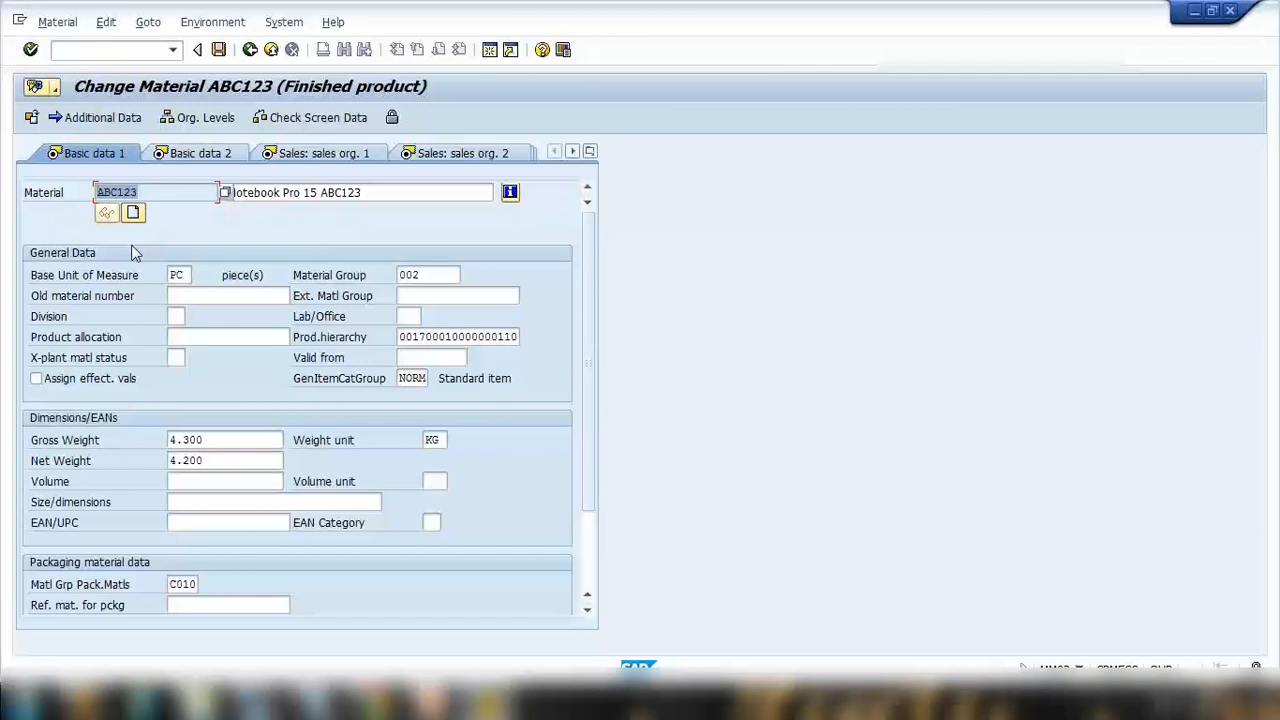 Material Edit Goto Environment System Help
Change Material ABC123 (Finished product)
Additional Data Org. Levels Check Screen Data
Basic data 1 Basic data 2 Sales: sales org. 1 Sales: sales org. 2
Material ABC123 otebook Pro 15 ABC123
General Data
Base Unit of Measure PC piece(s) Material Group 002
Old material number Ext. Matl Group
Division Lab/Office
Product allocation Prod.hierarchy 001700010000000110
X-plant matl status Valid from
Assign effect. vals GenItemCatGroup NORM Standard item
Dimensions/EANs
Gross Weight 4.300 Weight unit KG
Net Weight 4.200
Volume Volume unit
Size/dimensions
EAN/UPC EAN Category
Packaging material data
Matl Grp Pack.Matls C010
Ref. mat. for pckg